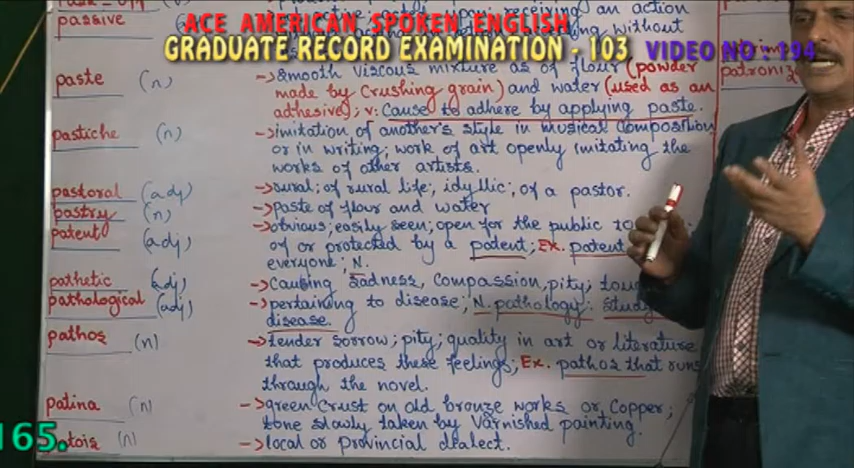 ACE AMERICAN SPOKEN ENGLISH
GRADUATE RECORD EXAMINATION - 103
VIDEO NO : 194
receiving an action
passive
without
paste (n) -> smooth viscous mixture as of flour (powder
made by crushing grain) and water (used as an
adhesive); v: Cause to adhere by applying paste.
pastiche (n) -> imitation of another's style in musical Composition
or in writing; work of art openly imitating the
works of other artists.
pastoral (adj) -> rural; of rural life; idyllic; of a pastor.
pastry (n) -> paste of flour and water
patent (adj) -> obvious; easily seen; open for the public to
of or protected by a patent; Ex. patent
everyone; N.
pathetic (adj) -> Causing sadness, Compassion, pity;
pathological (adj) -> pertaining to disease; N. pathology:
disease.
pathos (n) -> tender sorrow; pity; quality in art or literature
that produces these feelings; Ex. pathos that runs
through the novel.
patina (n) -> green crust on old bronze works or Copper;
tone slowly taken by Varnished painting.
patois (n) -> local or provincial dealect.
165.